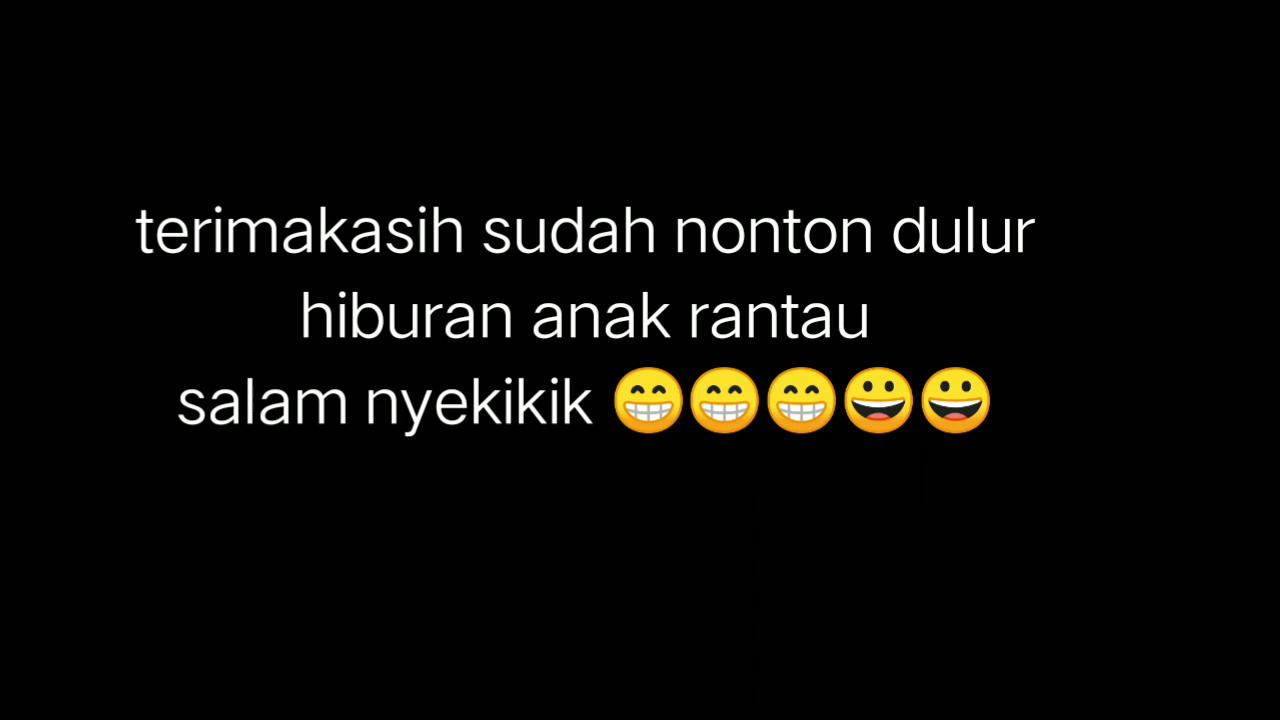 terimakasih sudah nonton dulur
hiburan anak rantau
salam nyekikik 😁😁😁😀😀